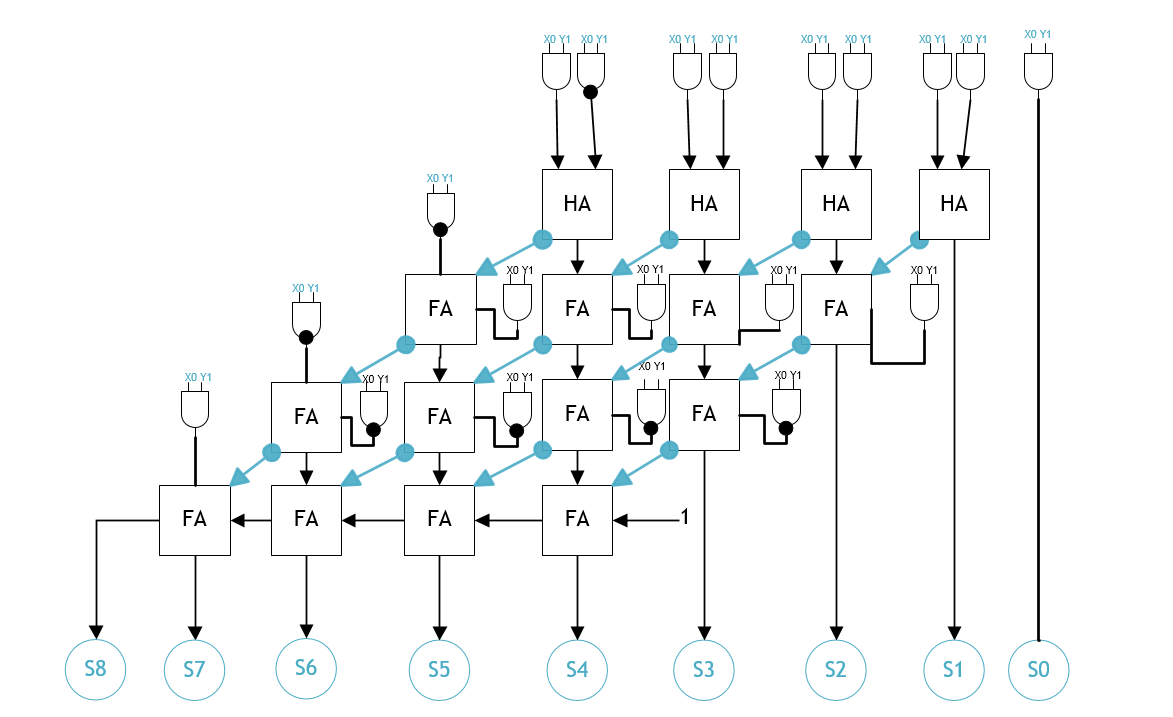 X0 Y1
X0 Y1 X0 Y1 X0 Y1 X0 Y1 X0 Y1 X0 Y1 X0 Y1 X0 Y1
X0 Y1
HA HA HA HA
X0 Y1 X0 Y1 X0 Y1 X0 Y1
X0 Y1
FA FA FA FA
X0 Y1
X0 Y1 X0 Y1 X0 Y1 X0 Y1
FA FA FA FA
FA FA FA FA 1
S8 S7 S6 S5 S4 S3 S2 S1 S0